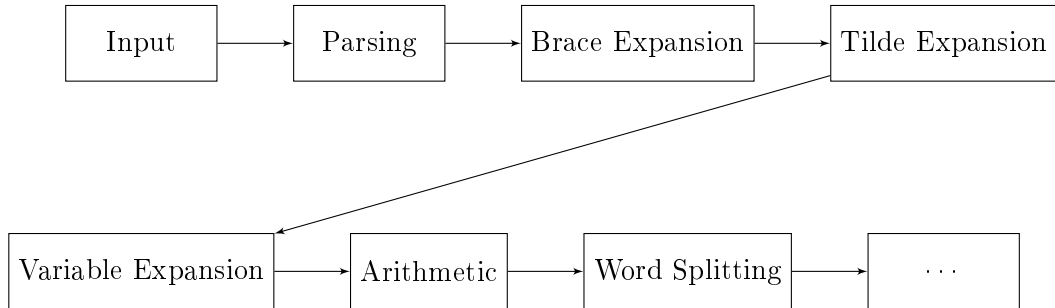 Input
Parsing
Brace Expansion
Tilde Expansion
Variable Expansion
Arithmetic
Word Splitting
...